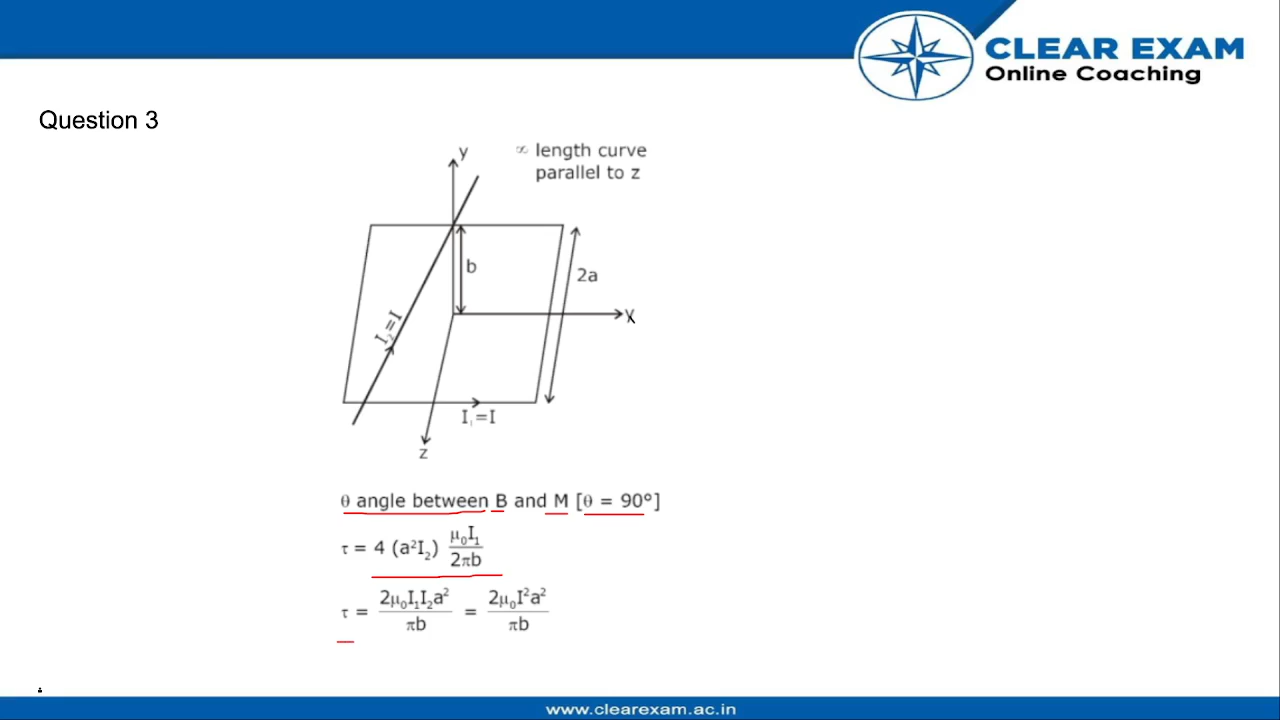 CLEAR EXAM
Online Coaching
Question 3
y
∝ length curve
parallel to z
b
2a
X
I₂=I
I₁=I
z
θ angle between B and M [θ = 90°]
τ = 4 (a²I₂) μ₀I₁/2πb
τ = 2μ₀I₁I₂a²/πb = 2μ₀I²a²/πb
www.clearexam.ac.in